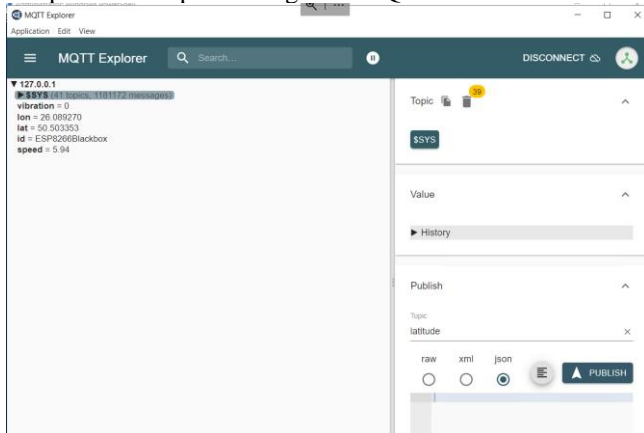 MQTT Explorer
Application Edit View
MQTT Explorer
Search...
DISCONNECT
▼ 127.0.0.1
▶ $SYS (41 topics, 1181172 messages)
vibration = 0
lon = 26.089270
lat = 50.503353
id = ESP8266Blackbox
speed = 5.94
Topic
39
$SYS
Value
▶ History
Publish
Topic
latitude
raw xml json
PUBLISH